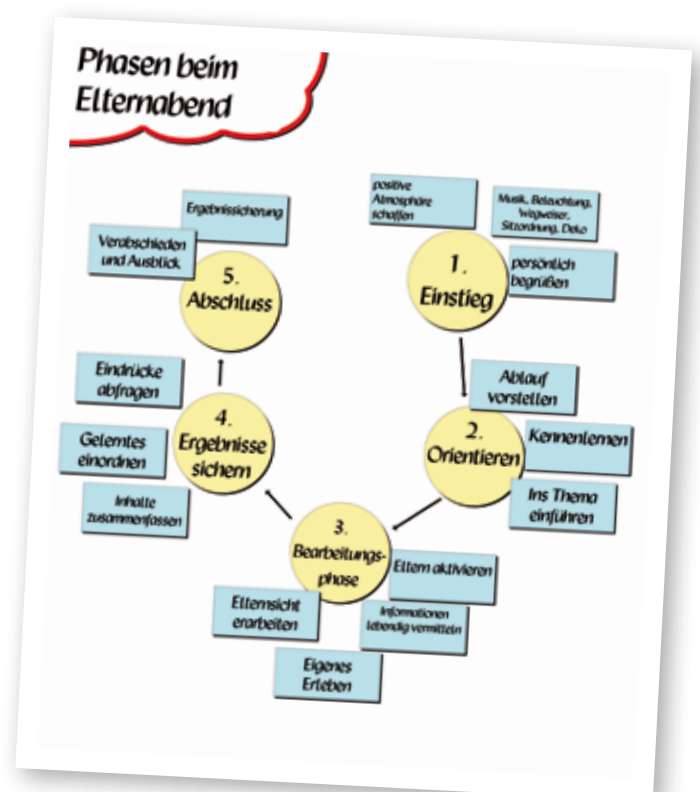 Phasen beim
Elternabend
positive
Atmosphäre
schaffen
Musik, Beleuchtung,
Wegweiser,
Sitzordnung, Deko
persönlich
begrüßen
1.
Einstieg
Ablauf
vorstellen
2.
Orientieren
Kennenlernen
Ins Thema
einführen
3.
Bearbeitungs-
phase
Eltern aktivieren
Informationen
lebendig vermitteln
Elternsicht
erarbeiten
Eigenes
Erleben
4.
Ergebnisse
sichern
Eindrücke
abfragen
Gelerntes
einordnen
Inhalte
zusammenfassen
5.
Abschluss
Ergebnissicherung
Verabschieden
und Ausblick